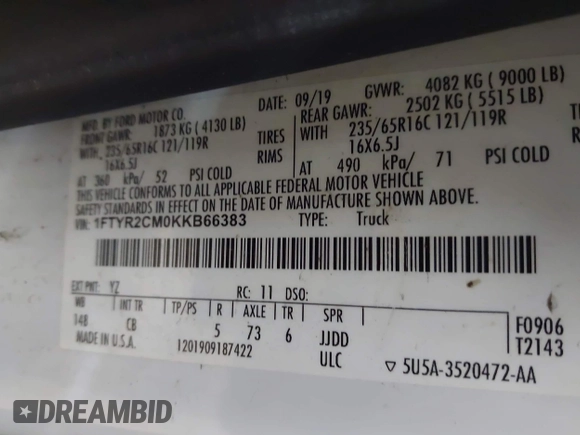 MFD. BY FORD MOTOR CO.
DATE: 09/19 GVWR: 4082 KG ( 9000 LB)
FRONT GAWR: 1873 KG ( 4130 LB)
REAR GAWR: 2502 KG ( 5515 LB)
WITH 235/65R16C 121/119R TIRES
WITH 235/65R16C 121/119R
16X6.5J RIMS
16X6.5J
AT 360 kPa/ 52 PSI COLD
AT 490 kPa/ 71 PSI COLD
THIS VEHICLE CONFORMS TO ALL APPLICABLE FEDERAL MOTOR VEHICLE
SAFETY STANDARDS IN EFFECT ON THE DATE OF MANUFACTURE SHOWN ABOVE.
VIN: 1FTYR2CM0KKB66383 TYPE: Truck
EXT PNT: YZ RC: 11 DSO:
WB INT TR TP/PS R AXLE TR SPR
148 CB 5 73 6 JJDD
MADE IN U.S.A. 1201909187422 ULC
F0906
T2143
▽ 5U5A-3520472-AA
DREAMBID